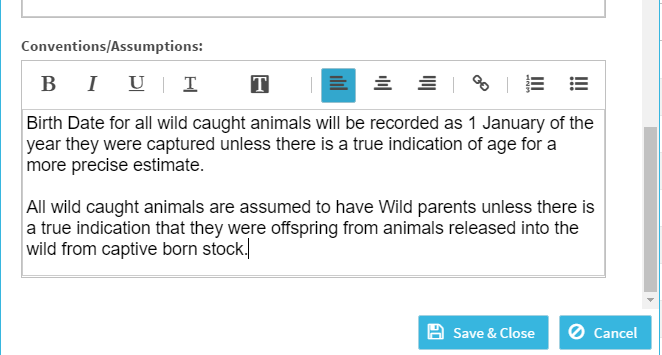 Conventions/Assumptions:
B I U T T
Birth Date for all wild caught animals will be recorded as 1 January of the
year they were captured unless there is a true indication of age for a
more precise estimate.
All wild caught animals are assumed to have Wild parents unless there is
a true indication that they were offspring from animals released into the
wild from captive born stock.
Save & Close Cancel